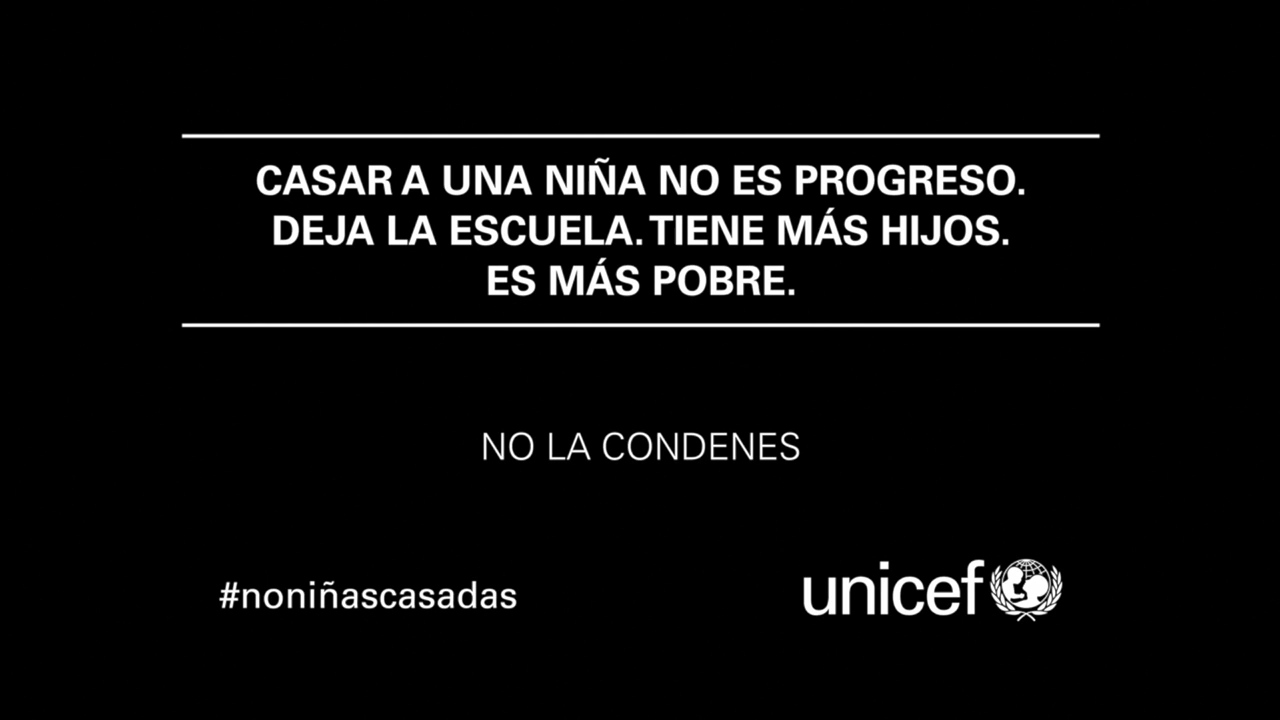 CASAR A UNA NIÑA NO ES PROGRESO.
DEJA LA ESCUELA. TIENE MÁS HIJOS.
ES MÁS POBRE.
NO LA CONDENES
#noniñascasadas
unicef